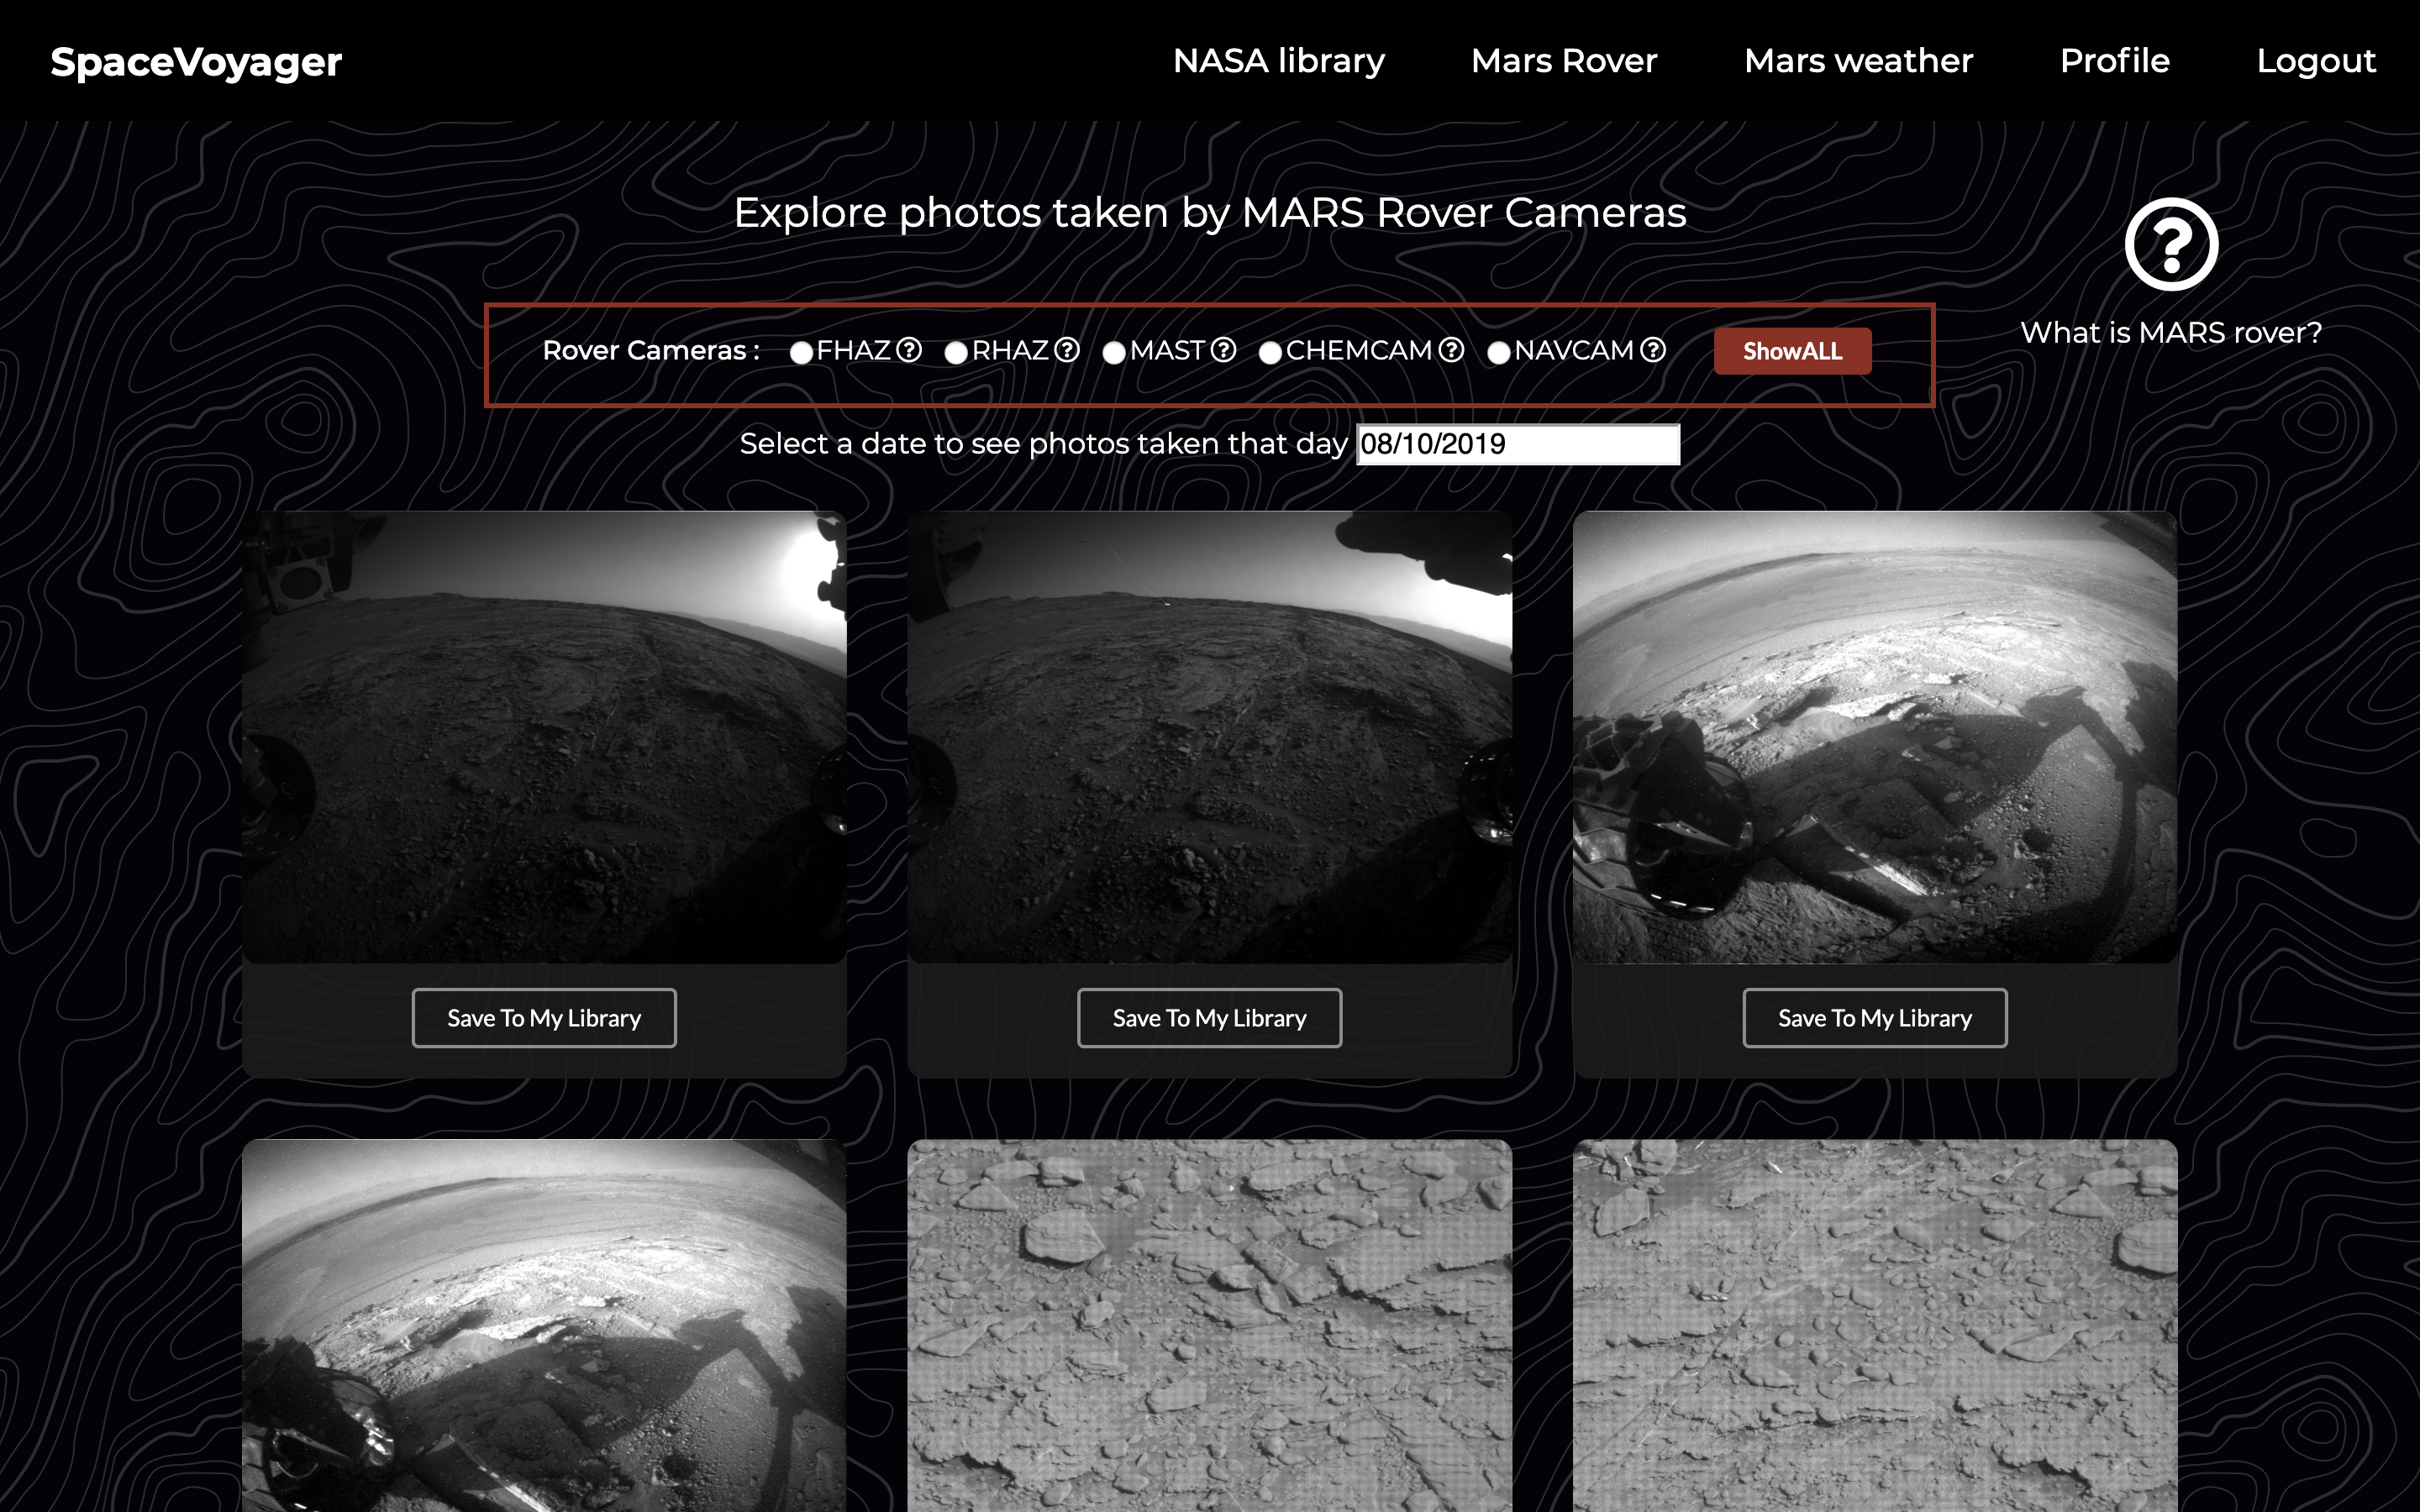 SpaceVoyager NASA library Mars Rover Mars weather Profile Logout
Explore photos taken by MARS Rover Cameras
What is MARS rover?
Rover Cameras : FHAZ RHAZ MAST CHEMCAM NAVCAM ShowALL
Select a date to see photos taken that day 08/10/2019
Save To My Library Save To My Library Save To My Library